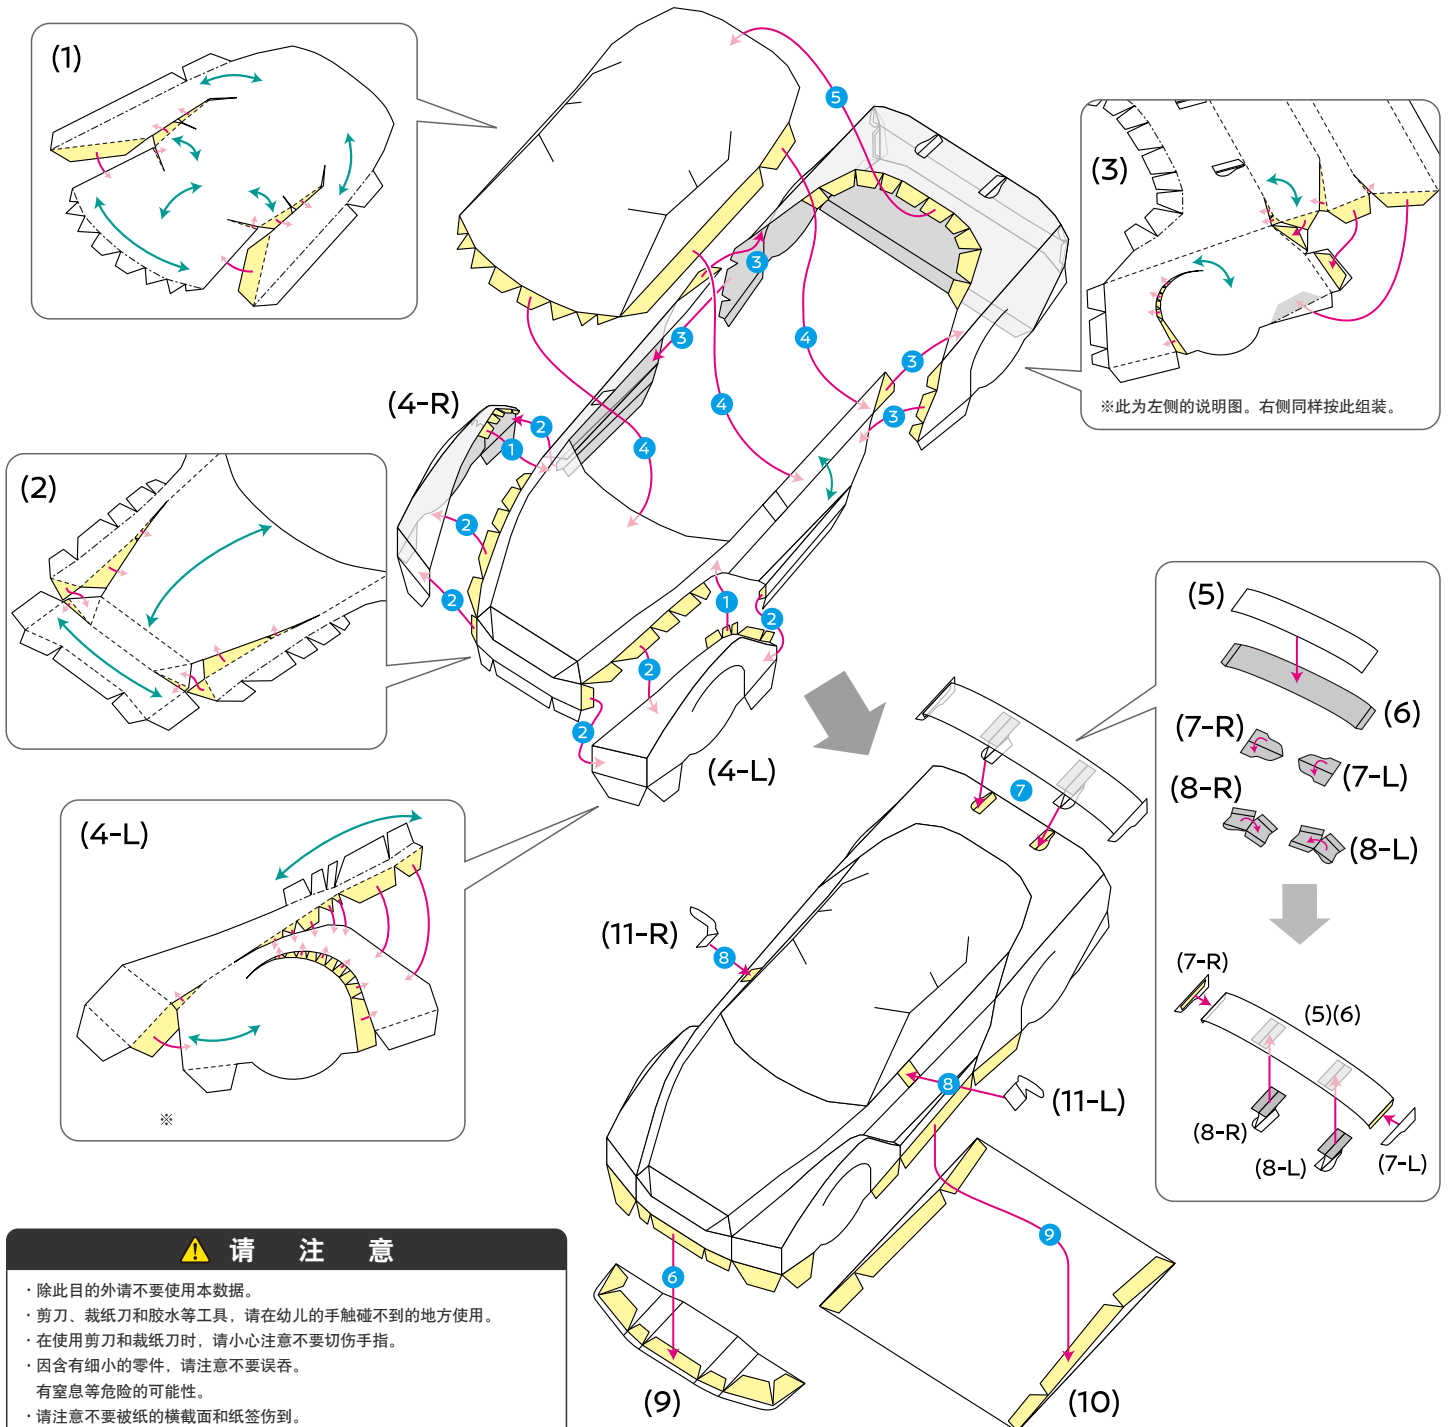 (1)
5
(3)
3
3
4
3
※此为左侧的说明图。右侧同样按此组装。
(4-R)
4
3
2
1
4
(2)
2
2
1
2
2
(5)
(6)
2
(4-L)
(7-R)
(7-L)
7
(8-R)
(8-L)
(4-L)
(11-R)
8
(7-R)
(5)(6)
8
(11-L)
※
(8-R)
(8-L)
(7-L)
9
6
(9)
(10)
请 注 意
・除此目的外请不要使用本数据。
・剪刀、裁纸刀和胶水等工具，请在幼儿的手触碰不到的地方使用。
・在使用剪刀和裁纸刀时，请小心注意不要切伤手指。
・因含有细小的零件，请注意不要误吞。
有窒息等危险的可能性。
・请注意不要被纸的横截面和纸签伤到。